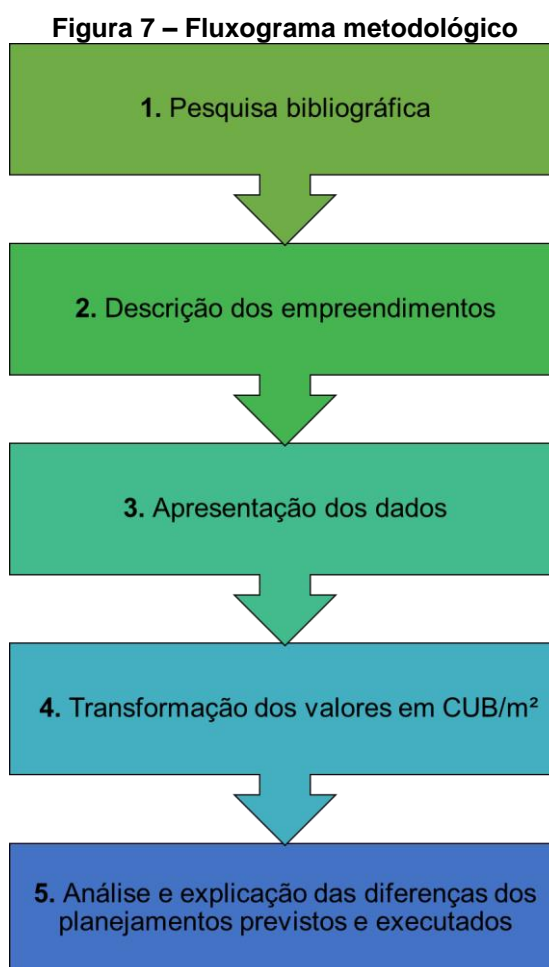 Figura 7 – Fluxograma metodológico
1. Pesquisa bibliográfica
2. Descrição dos empreendimentos
3. Apresentação dos dados
4. Transformação dos valores em CUB/m²
5. Análise e explicação das diferenças dos
planejamentos previstos e executados